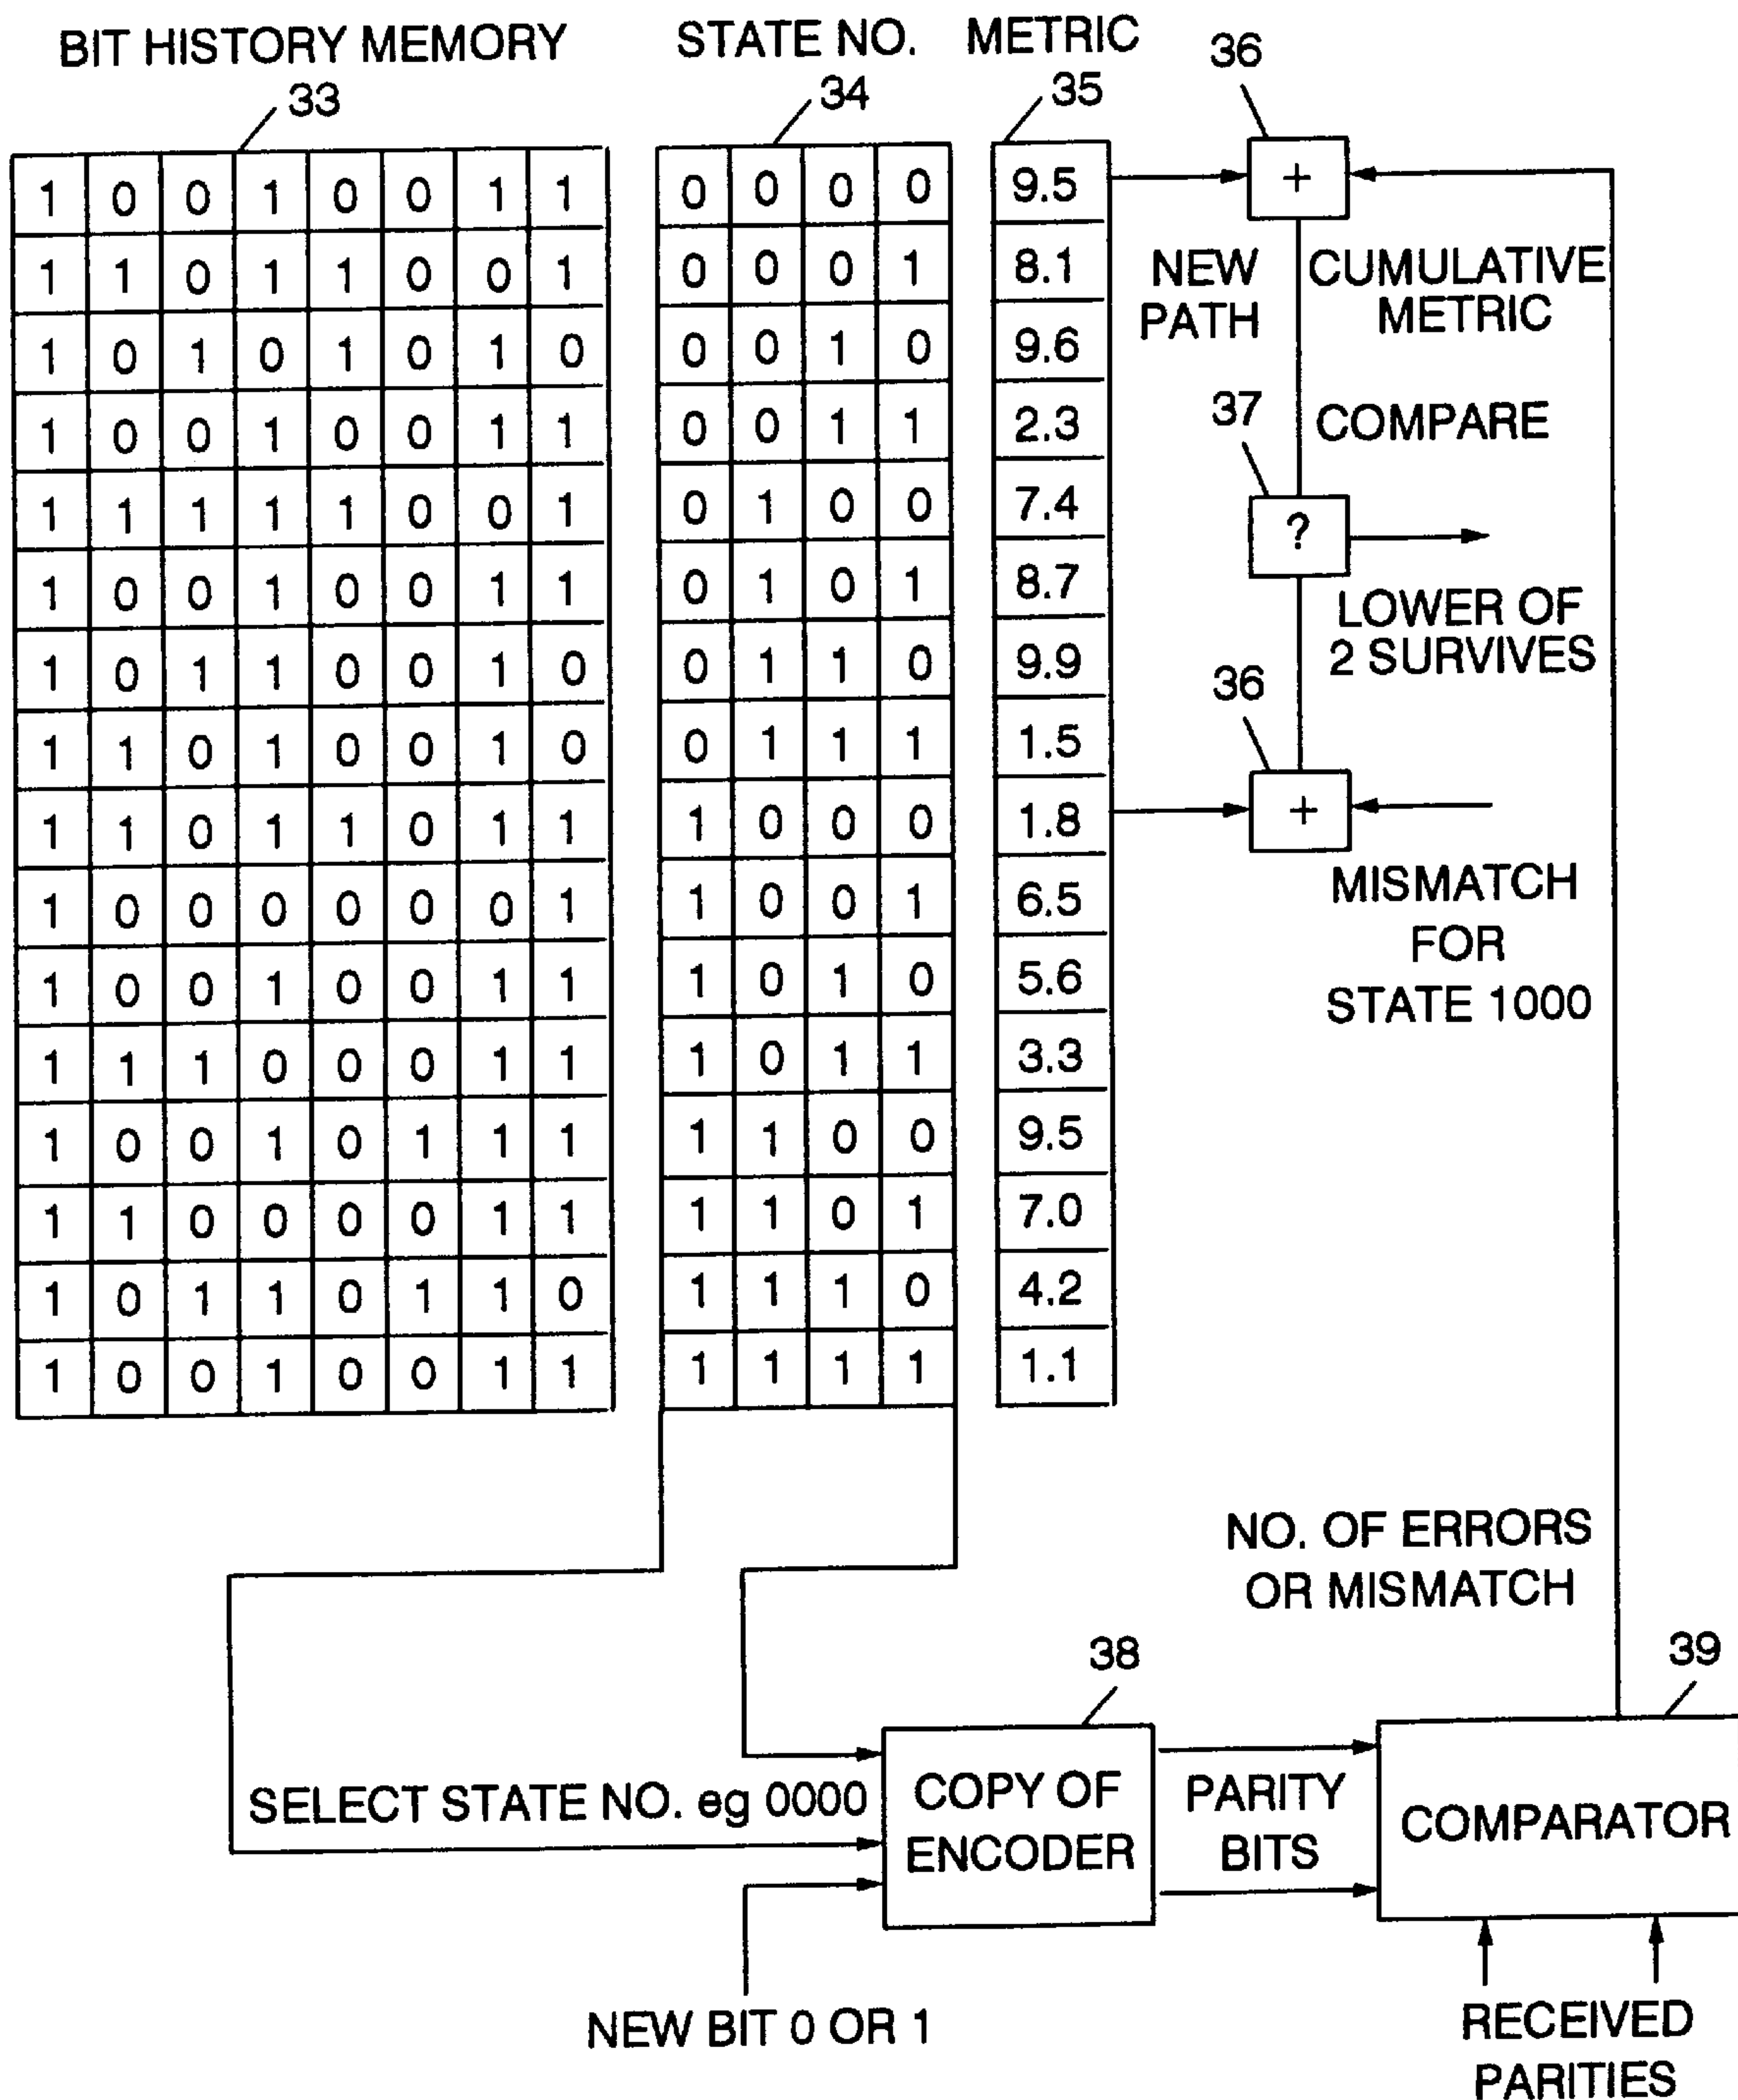 BIT HISTORY MEMORY STATE NO. METRIC 36
33 34 35
1 0 0 1 0 0 1 1 0 0 0 0 9.5 +
1 1 0 1 1 0 0 1 0 0 0 1 8.1 NEW PATH CUMULATIVE METRIC
1 0 1 0 1 0 1 0 0 0 1 0 9.6
1 0 0 1 0 0 1 1 0 0 1 1 2.3 37 COMPARE
1 1 1 1 1 0 0 1 0 1 0 0 7.4 ?
1 0 0 1 0 0 1 1 0 1 0 1 8.7 LOWER OF
1 0 1 1 0 0 1 0 0 1 1 0 9.9 36 2 SURVIVES
1 1 0 1 0 0 1 0 0 1 1 1 1.5
1 1 0 1 1 0 1 1 1 0 0 0 1.8 +
1 0 0 0 0 0 0 1 1 0 0 1 6.5 MISMATCH
FOR
1 0 0 1 0 0 1 1 1 0 1 0 5.6 STATE 1000
1 1 1 0 0 0 1 1 1 0 1 1 3.3
1 0 0 1 0 1 1 1 1 1 0 0 9.5
1 1 0 0 0 0 1 1 1 1 0 1 7.0
1 0 1 1 0 1 1 0 1 1 1 0 4.2
1 0 0 1 0 0 1 1 1 1 1 1 1.1
NO. OF ERRORS
OR MISMATCH
38 39
SELECT STATE NO. eg 0000
COPY OF
ENCODER
PARITY
BITS
COMPARATOR
NEW BIT 0 OR 1
RECEIVED
PARITIES